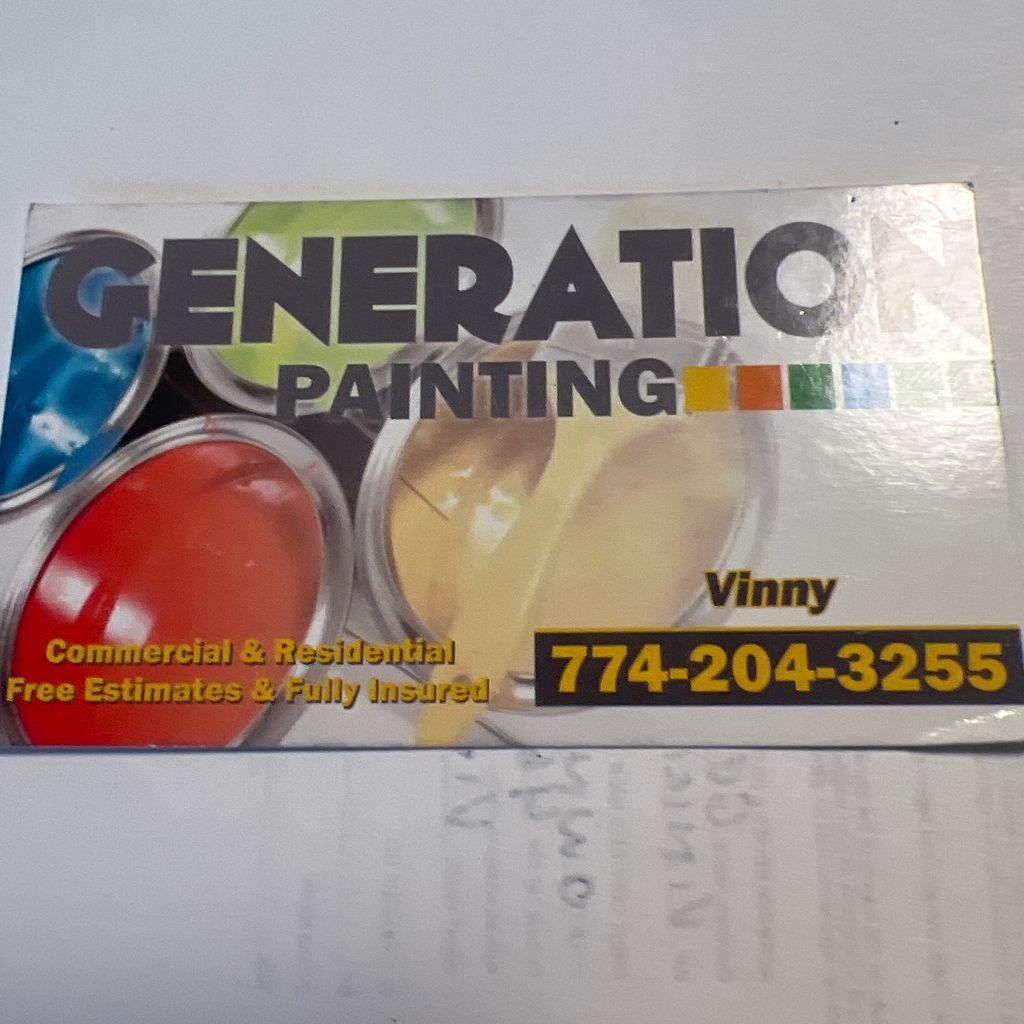 GENERATION
PAINTING
Vinny
Commercial & Residential
Free Estimates & Fully Insured
774-204-3255